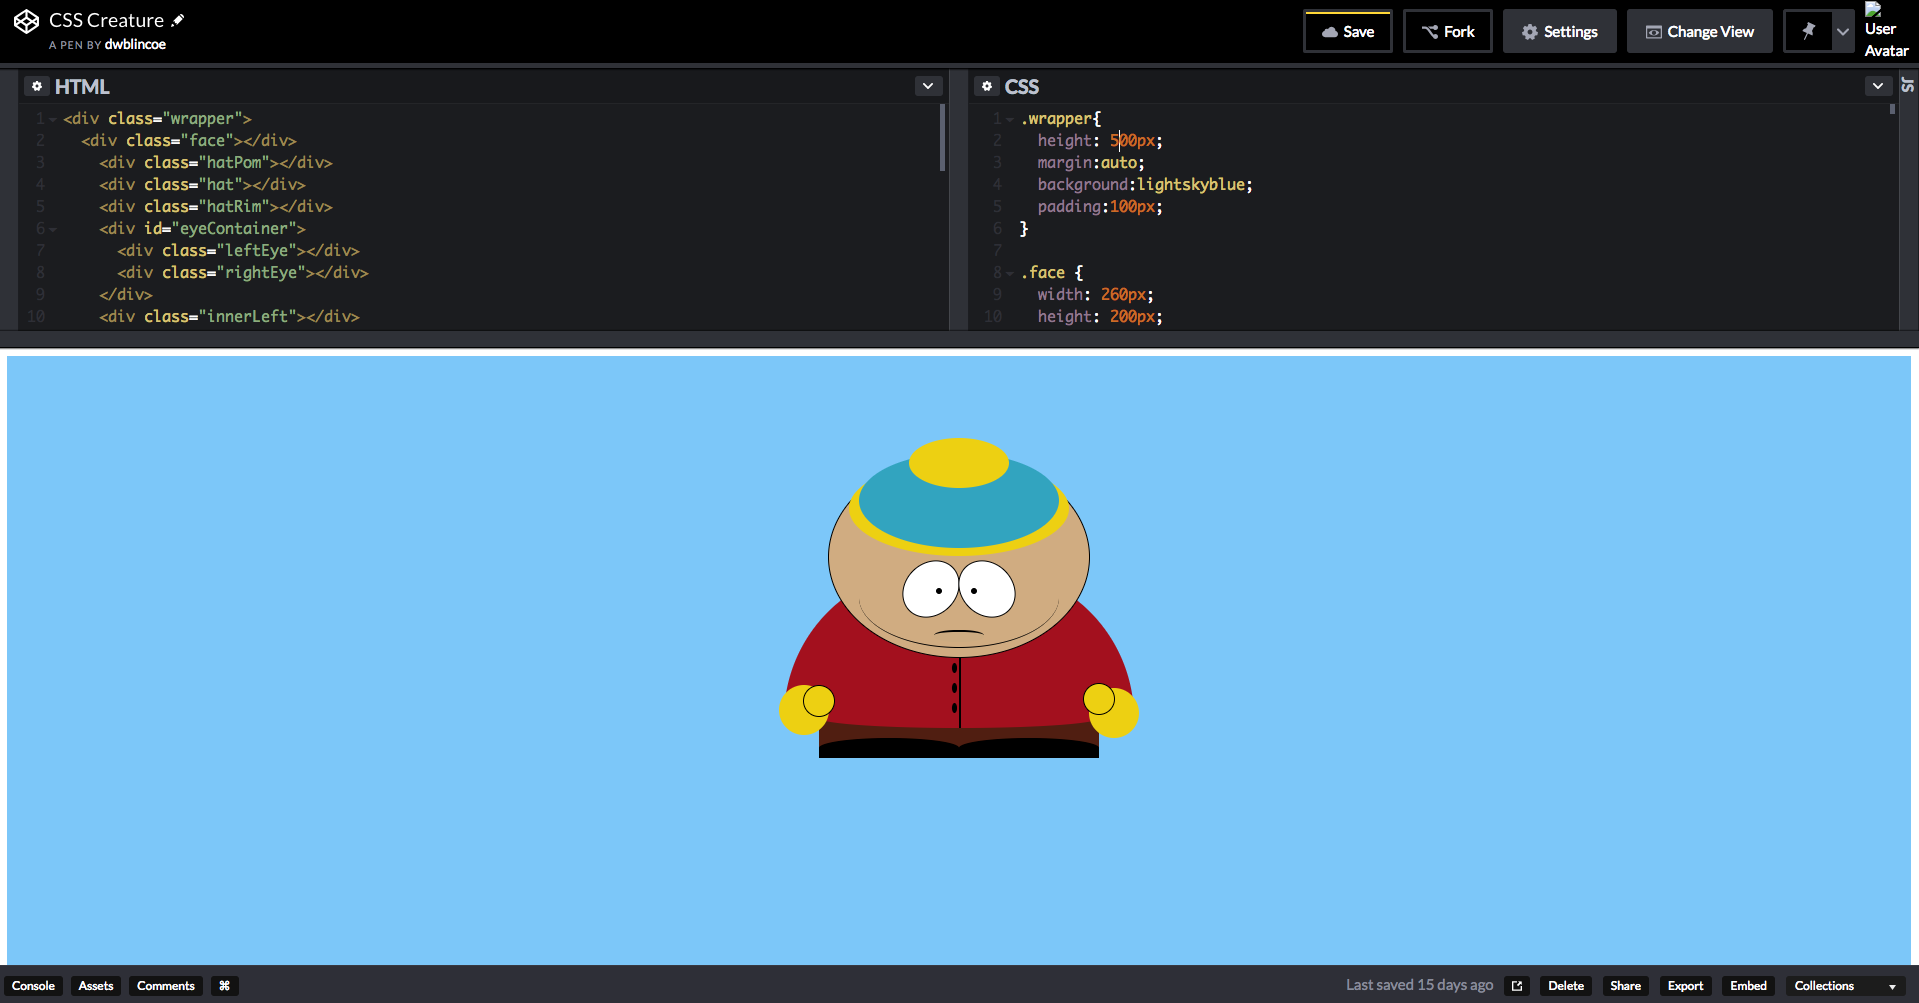 CSS Creature
A PEN BY dwblincoe
Save
Fork
Settings
Change View
User
Avatar
HTML
1 <div class="wrapper">
2 <div class="face"></div>
3 <div class="hatPom"></div>
4 <div class="hat"></div>
5 <div class="hatRim"></div>
6 <div id="eyeContainer">
7 <div class="leftEye"></div>
8 <div class="rightEye"></div>
9 </div>
10 <div class="innerLeft"></div>
CSS
1 .wrapper{
2 height: 500px;
3 margin:auto;
4 background:lightskyblue;
5 padding:100px;
6 }
7
8 .face {
9 width: 260px;
10 height: 200px;
JS
Console
Assets
Comments
⌘
Last saved 15 days ago
Delete
Share
Export
Embed
Collections